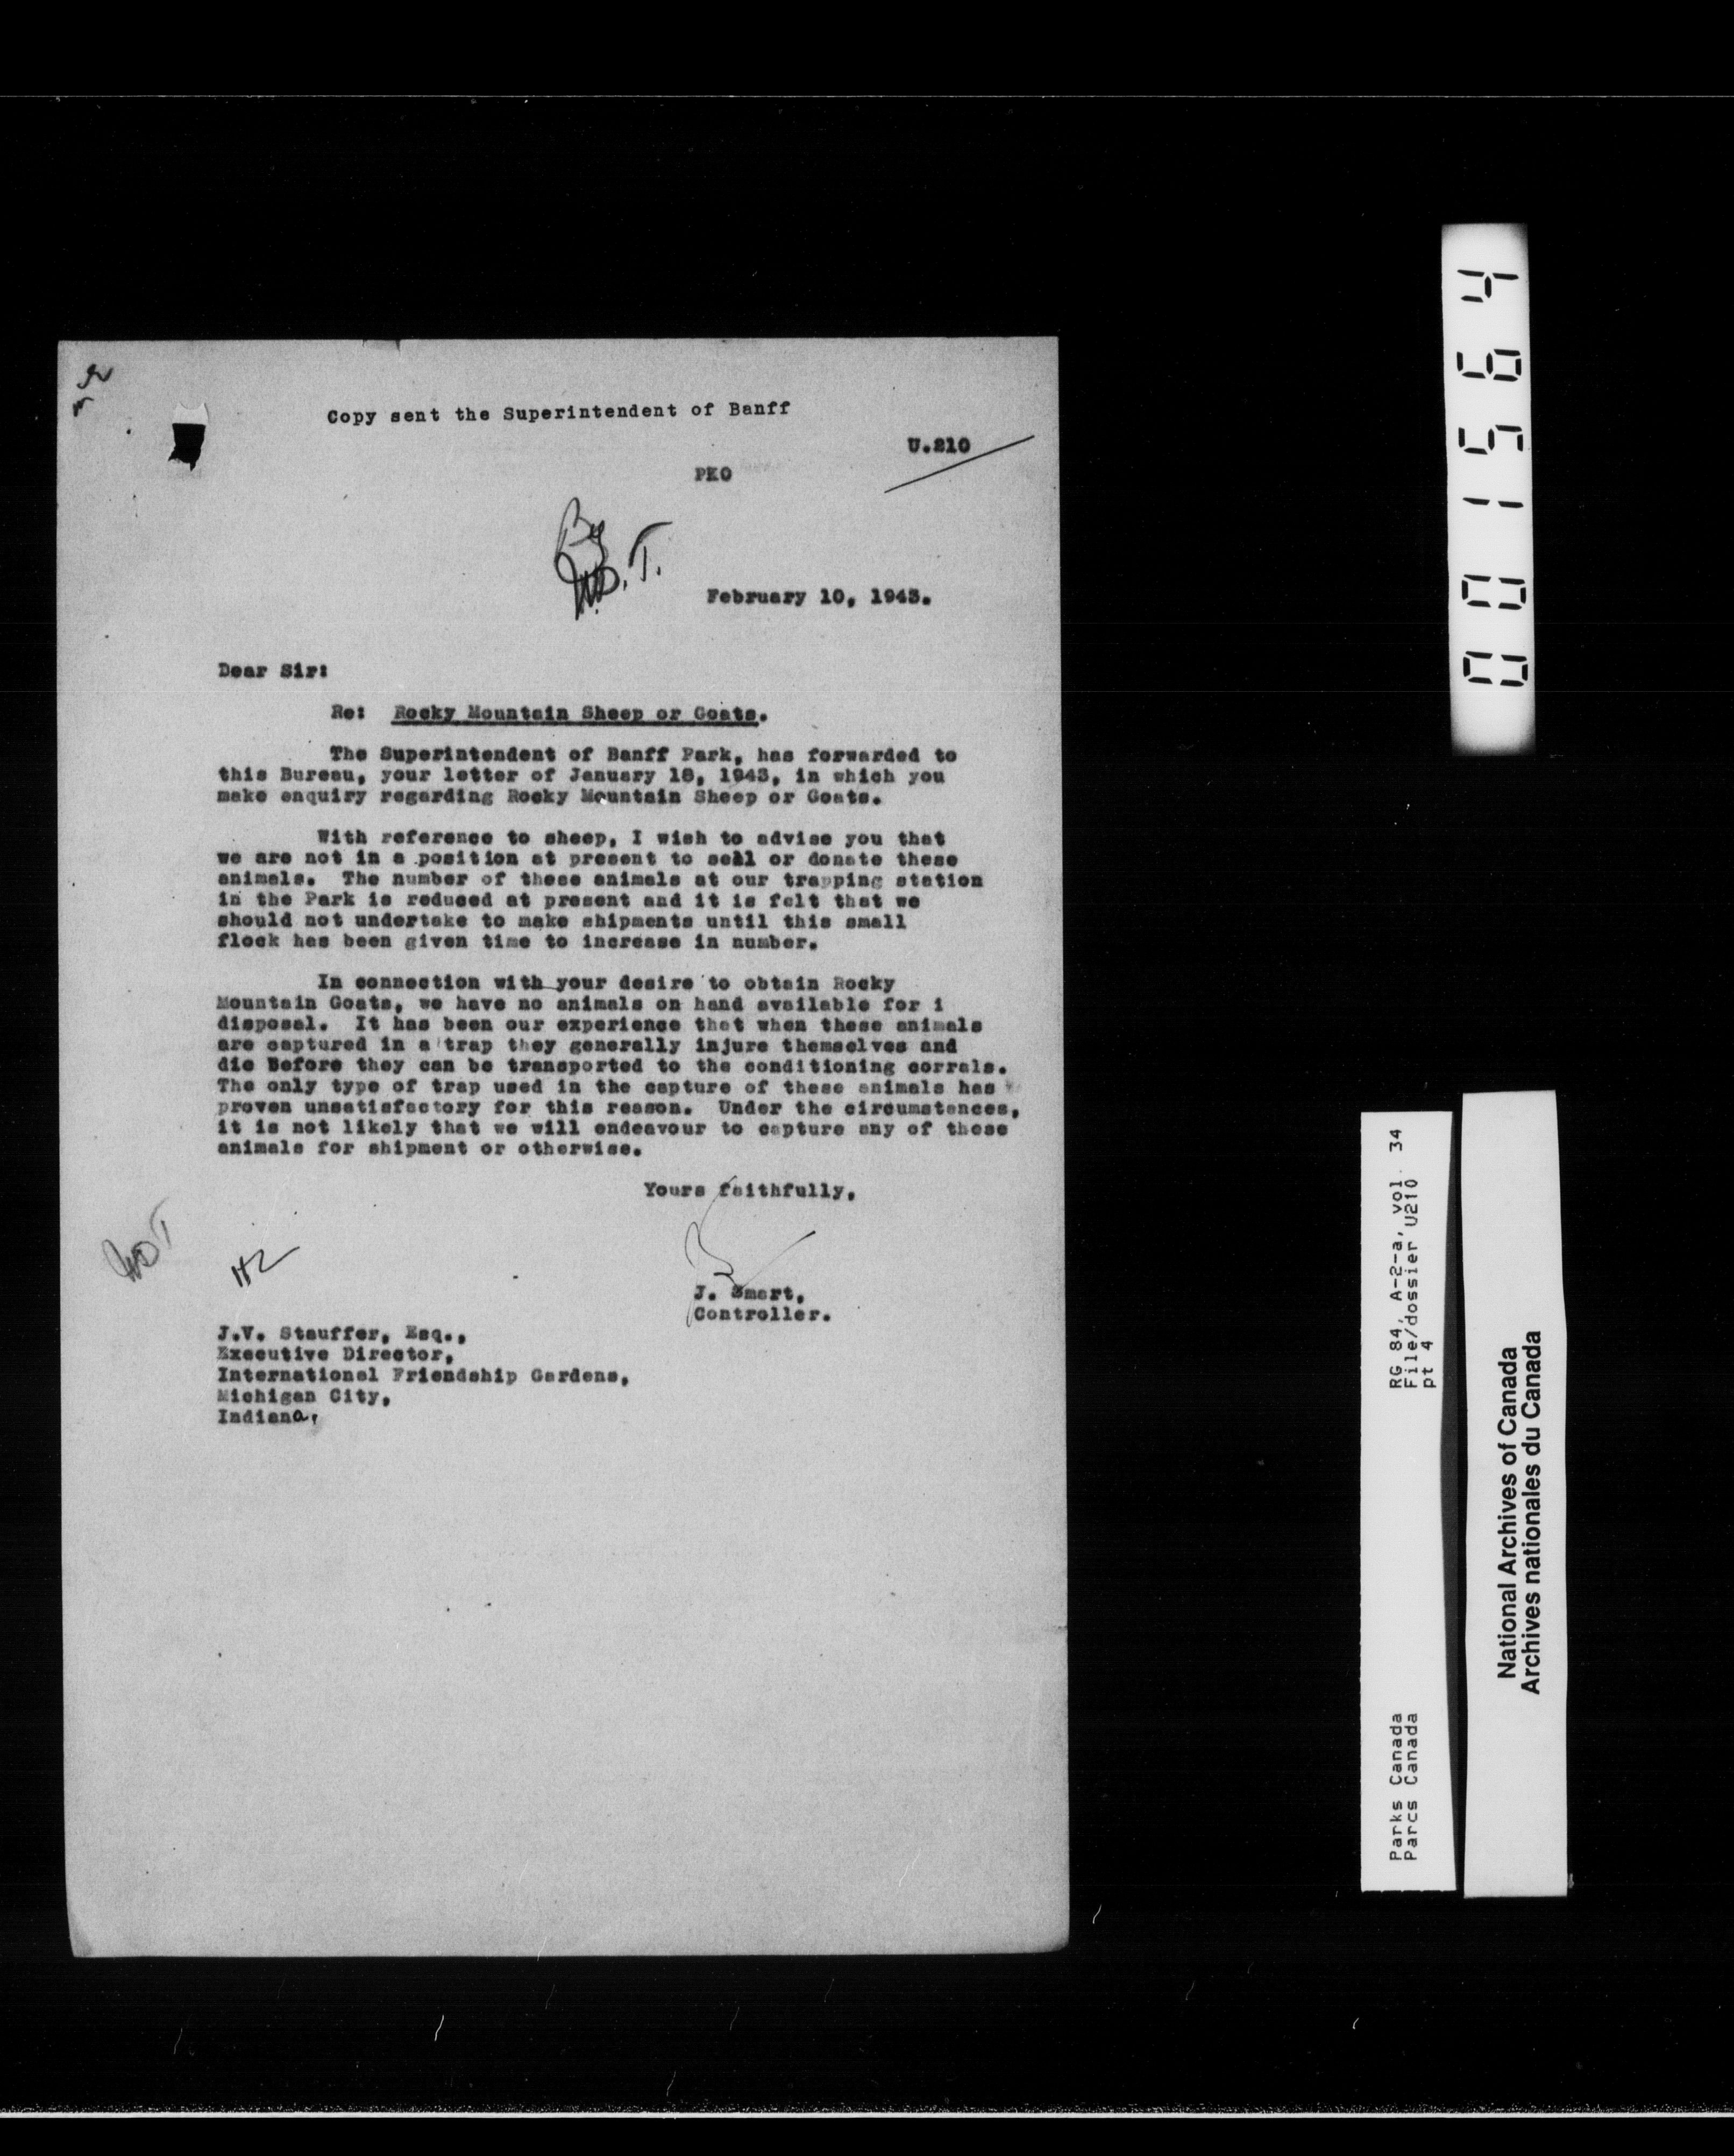 Copy sent the Superintendent of Banff
U.210
PKO
February 10, 1943.
Dear Sir:
Re: Rocky Mountain Sheep or Goats.
The Superintendent of Banff Park, has forwarded to
this Bureau, your letter of January 18, 1943, in which you
make enquiry regarding Rocky Mountain Sheep or Goats.
With reference to sheep, I wish to advise you that
we are not in a position at present to sell or donate these
animals. The number of these animals at our trapping station
in the Park is reduced at present and it is felt that we
should not undertake to make shipments until this small
flock has been given time to increase in number.
In connection with your desire to obtain Rocky
Mountain Goats, we have no animals on hand available for i
disposal. It has been our experience that when these animals
are captured in a trap they generally injure themselves and
die Before they can be transported to the conditioning corrals.
The only type of trap used in the capture of these animals has
proven unsatisfactory for this reason. Under the circumstances,
it is not likely that we will endeavour to capture any of these
animals for shipment or otherwise.
Yours faithfully,
J. Smart,
Controller.
J.V. Stauffer, Esq.,
Executive Director,
International Friendship Gardens,
Michigan City,
Indiana,
001564
RG 84, A-2-a, vol. 34
File/dossier U210
pt 4
Parks Canada
Parcs Canada
National Archives of Canada
Archives nationales du Canada